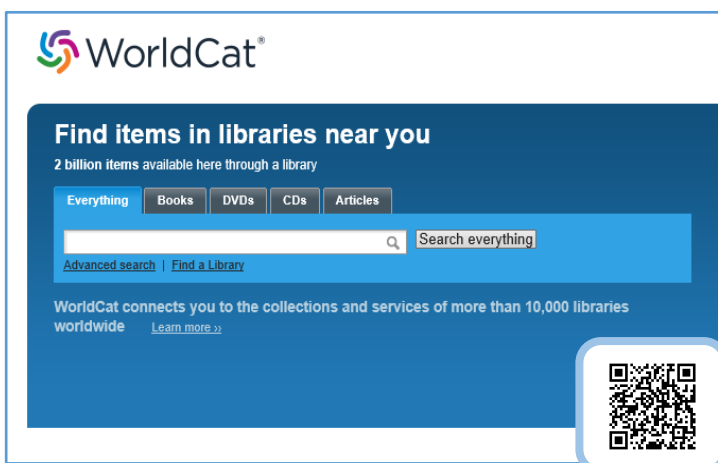 WorldCat®
Find items in libraries near you
2 billion items available here through a library
Everything Books DVDs CDs Articles
Search everything
Advanced search | Find a Library
WorldCat connects you to the collections and services of more than 10,000 libraries
worldwide Learn more ››